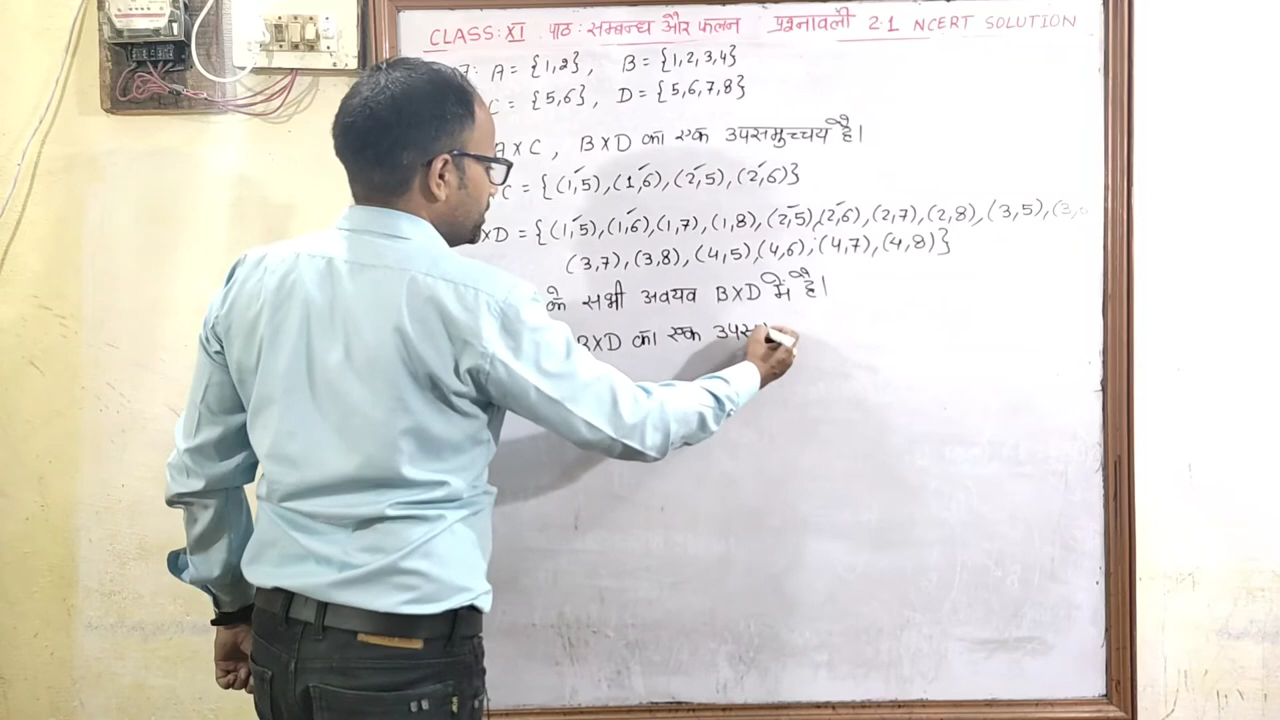 CLASS: XI पाठ: सम्बन्ध और फलन प्रश्नावली 2.1 NCERT SOLUTION
7: A = {1,2}, B = {1,2,3,4}
C = {5,6}, D = {5,6,7,8}
A X C, B X D का एक उपसमुच्चय है।
C = {(1,5), (1,6), (2,5), (2,6)}
XD = {(1,5), (1,6), (1,7), (1,8), (2,5), (2,6), (2,7), (2,8), (3,5), (3,
(3,7), (3,8), (4,5), (4,6), (4,7), (4,8)}
के सभी अवयव B X D में है।
B X D का एक उपस